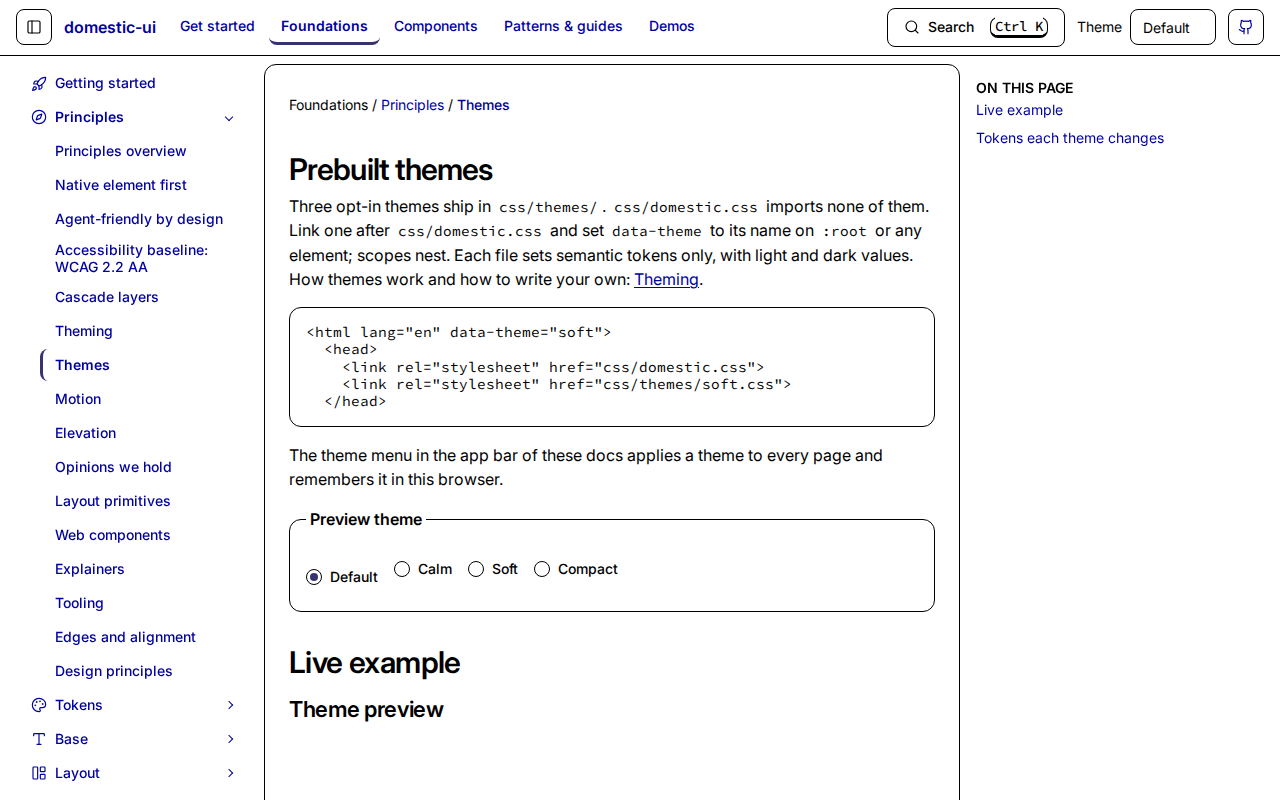 domestic-ui
Get started
Foundations
Components
Patterns & guides
Demos
Search
Ctrl K
Theme
Default
Getting started
Principles
Principles overview
Native element first
Agent-friendly by design
Accessibility baseline:
WCAG 2.2 AA
Cascade layers
Theming
Themes
Motion
Elevation
Opinions we hold
Layout primitives
Web components
Explainers
Tooling
Edges and alignment
Design principles
Tokens
Base
Layout
Foundations / Principles / Themes
Prebuilt themes
Three opt-in themes ship in css/themes/. css/domestic.css imports none of them.
Link one after css/domestic.css and set data-theme to its name on :root or any
element; scopes nest. Each file sets semantic tokens only, with light and dark values.
How themes work and how to write your own: Theming.
<html lang="en" data-theme="soft">
  <head>
    <link rel="stylesheet" href="css/domestic.css">
    <link rel="stylesheet" href="css/themes/soft.css">
  </head>
The theme menu in the app bar of these docs applies a theme to every page and
remembers it in this browser.
Preview theme
Default
Calm
Soft
Compact
Live example
Theme preview
ON THIS PAGE
Live example
Tokens each theme changes